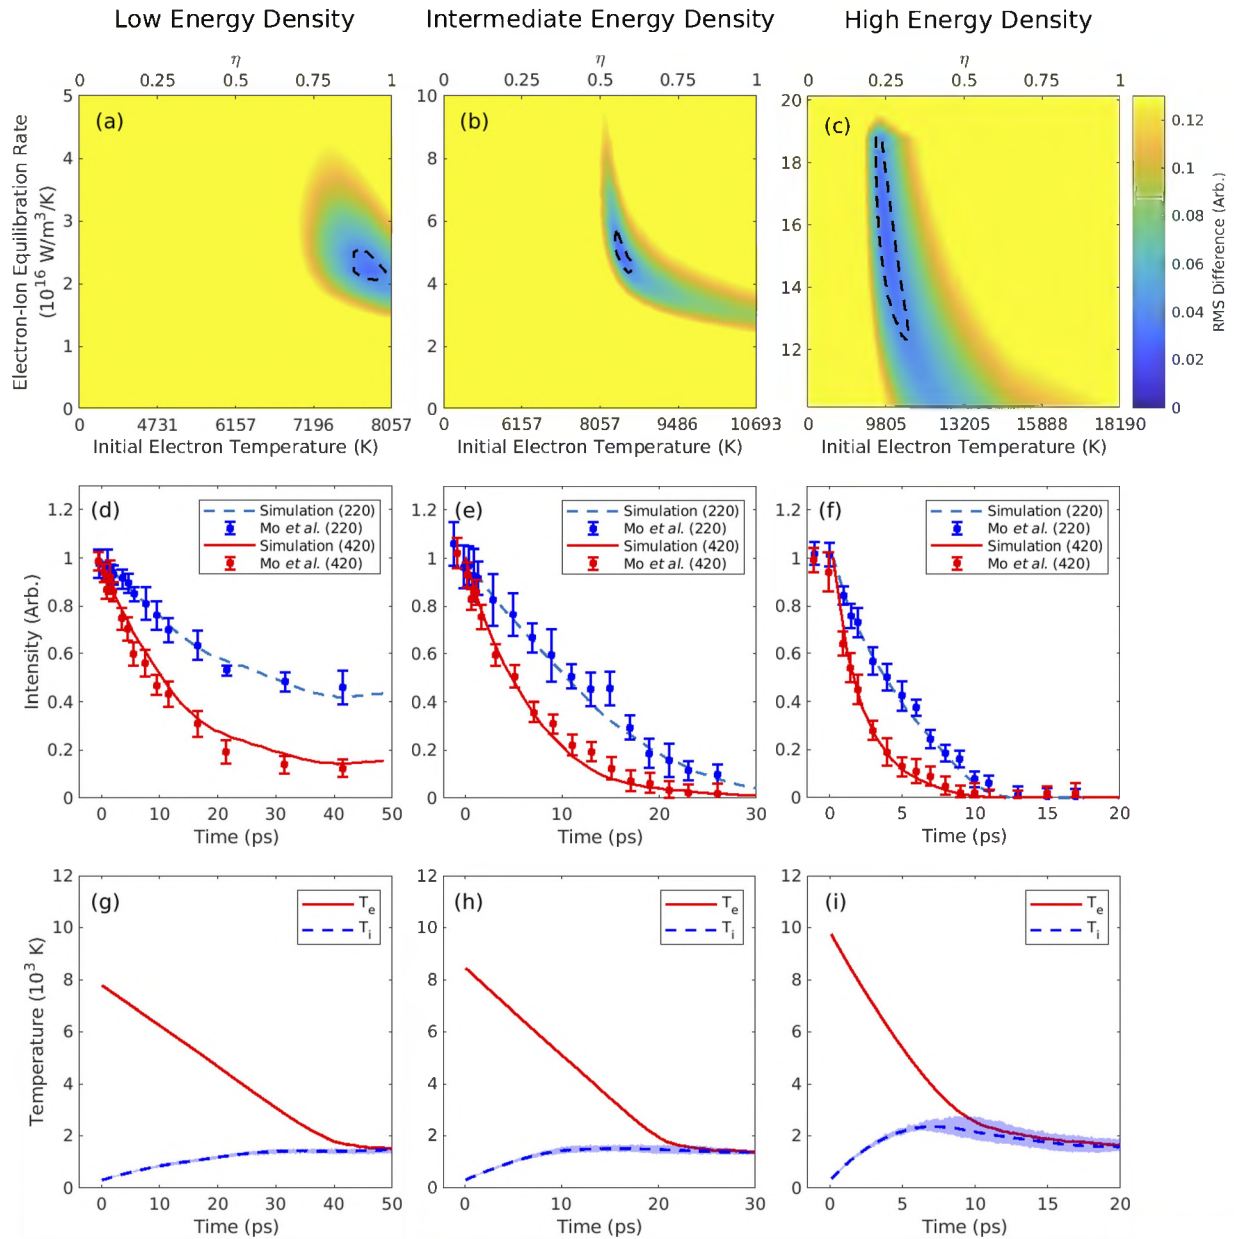 Low Energy Density
Intermediate Energy Density
High Energy Density
η
0 0.25 0.5 0.75 1
η
0 0.25 0.5 0.75 1
η
0 0.25 0.5 0.75 1
Electron-Ion Equilibration Rate
(10^16 W/m^3/K)
(a)
5
4
3
2
1
0
0 4731 6157 7196 8057
Initial Electron Temperature (K)
(b)
10
8
6
4
2
0
0 6157 8057 9486 10693
Initial Electron Temperature (K)
(c)
20
18
16
14
12
0 9805 13205 15888 18190
Initial Electron Temperature (K)
0.12
0.1
0.08
0.06
0.04
0.02
0
RMS Difference (Arb.)
Intensity (Arb.)
(d)
1.2
1
0.8
0.6
0.4
0.2
0
Simulation (220)
Mo et al. (220)
Simulation (420)
Mo et al. (420)
0 10 20 30 40 50
Time (ps)
(e)
1.2
1
0.8
0.6
0.4
0.2
0
Simulation (220)
Mo et al. (220)
Simulation (420)
Mo et al. (420)
0 10 20 30
Time (ps)
(f)
1.2
1
0.8
0.6
0.4
0.2
0
Simulation (220)
Mo et al. (220)
Simulation (420)
Mo et al. (420)
0 5 10 15 20
Time (ps)
Temperature (10^3 K)
(g)
12
10
8
6
4
2
0
T_e
T_i
0 10 20 30 40 50
Time (ps)
(h)
12
10
8
6
4
2
0
T_e
T_i
0 10 20 30
Time (ps)
(i)
12
10
8
6
4
2
0
T_e
T_i
0 5 10 15 20
Time (ps)